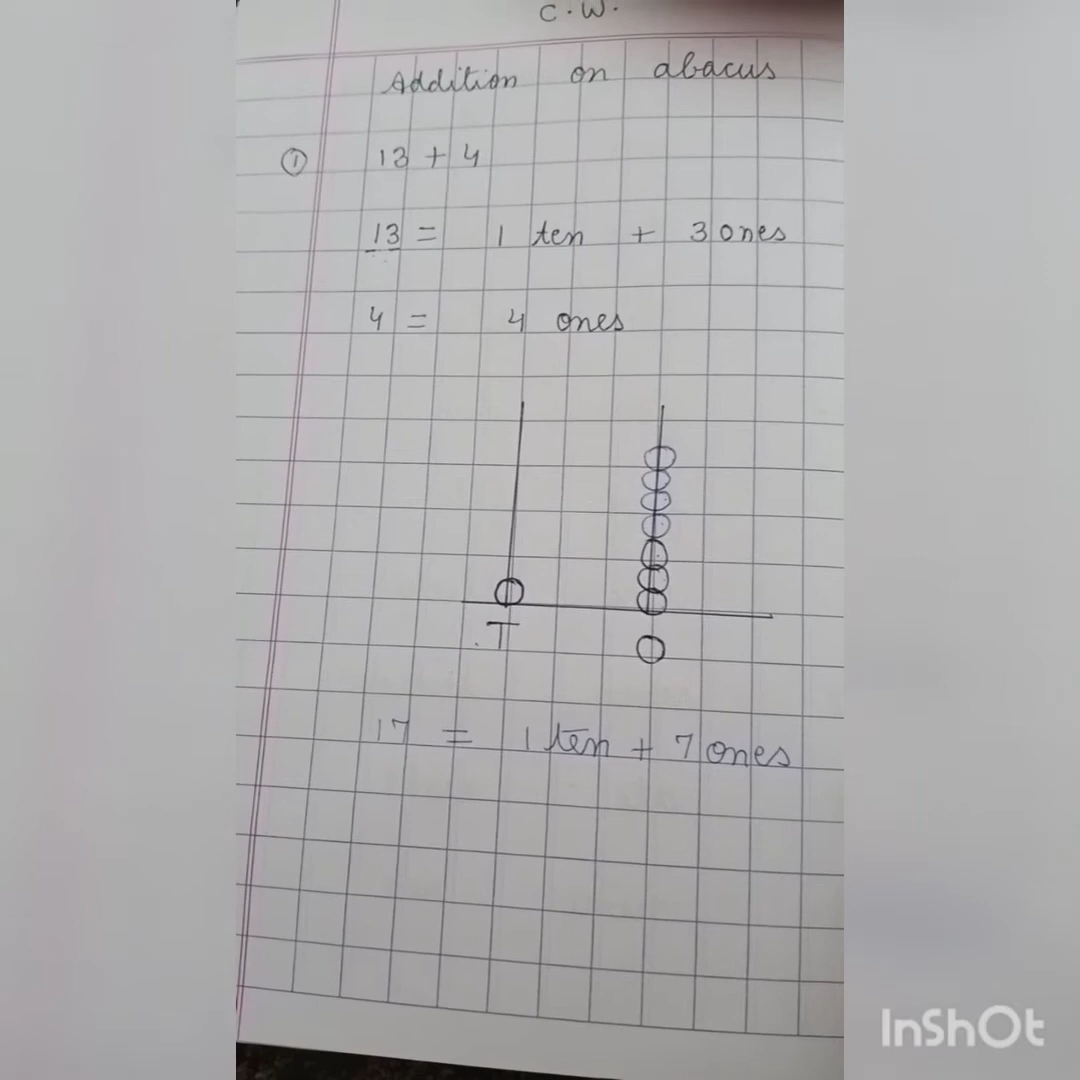 C.W.
Addition on abacus
① 13 + 4
13 = 1 ten + 3 ones
4 = 4 ones
T O
17 = 1 ten + 7 ones
InShOt